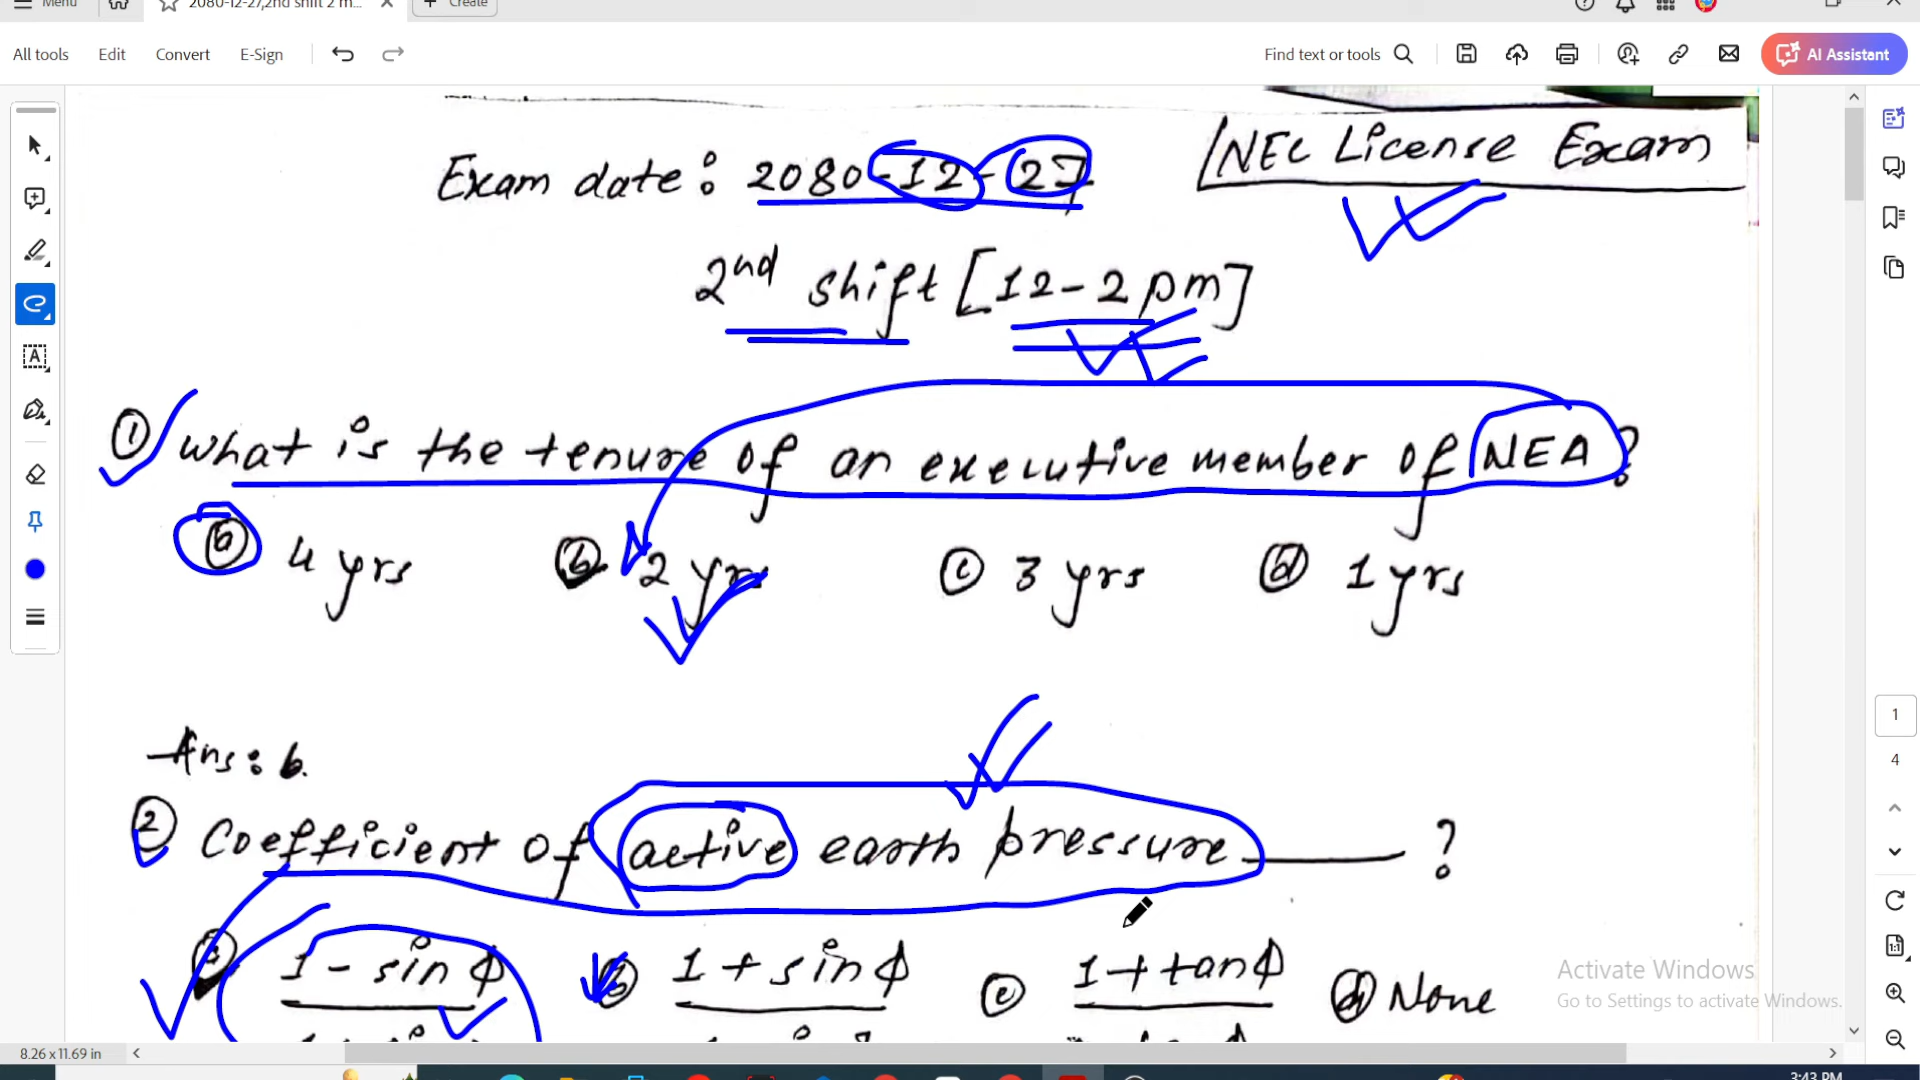 Menu
2080-12-27,2nd shift 2 m...
Create
All tools Edit Convert E-Sign Find text or tools AI Assistant
Exam date: 2080-12-27 NEC License Exam
2nd shift [12-2 pm]
① What is the tenure of an executive member of NEA?
ⓐ 4 yrs ⓑ 2 yrs ⓒ 3 yrs ⓓ 1 yrs
Ans: b.
② Coefficient of active earth pressure ______ ?
1 - sin ϕ ⓑ 1 + sin ϕ ⓒ 1 + tan ϕ ⓓ None
Activate Windows
Go to Settings to activate Windows.
1
4
8.26 x 11.69 in
3:43 PM